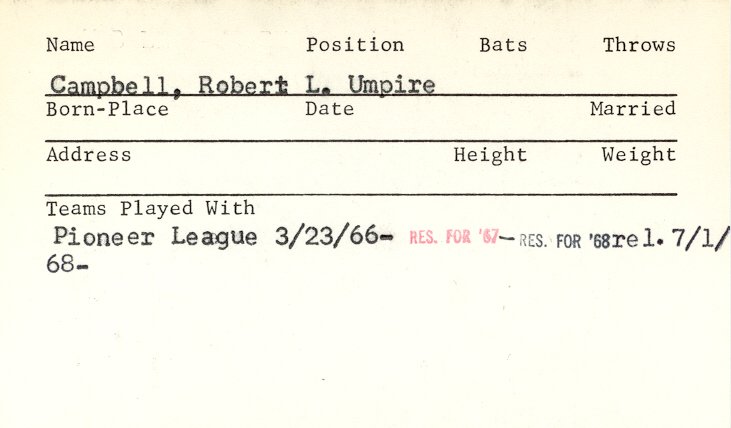 Name Position Bats Throws
Campbell, Robert L. Umpire
Born-Place Date Married
Address Height Weight
Teams Played With
Pioneer League 3/23/66- RES. FOR '67- RES. FOR '68 rel. 7/1/
68-